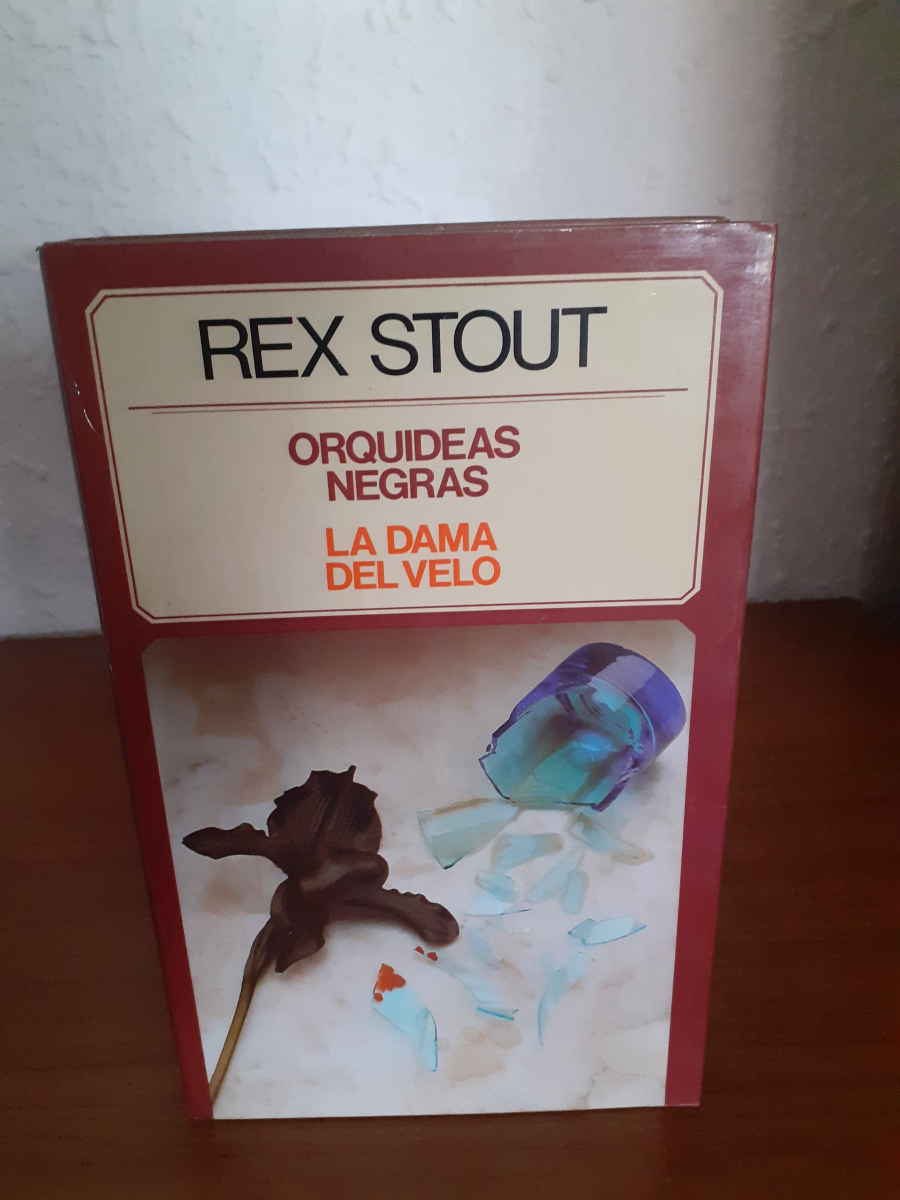 REX STOUT
ORQUIDEAS
NEGRAS
LA DAMA
DEL VELO